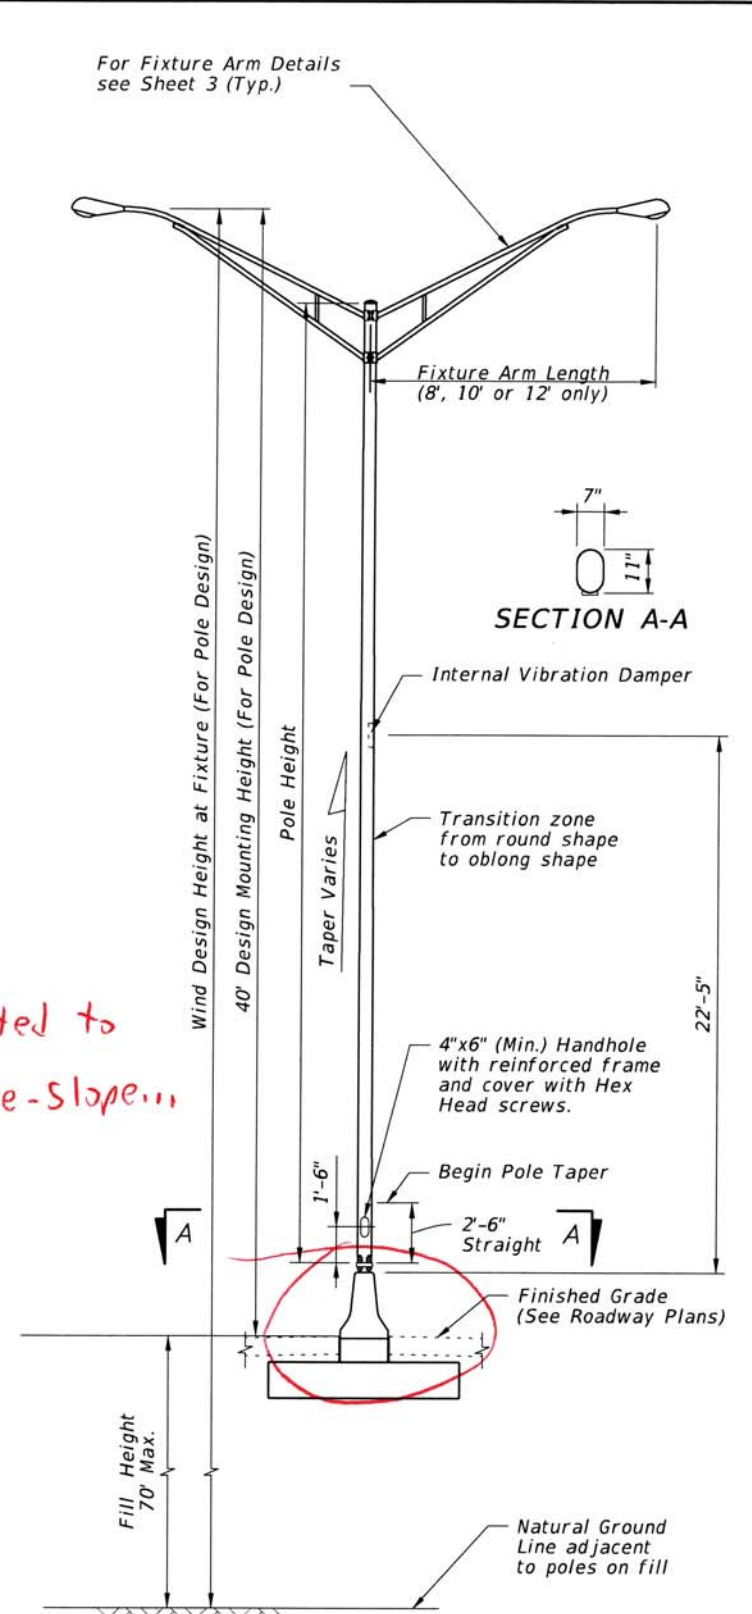 For Fixture Arm Details
see Sheet 3 (Typ.)
Fixture Arm Length
(8', 10' or 12' only)
7"
11"
SECTION A-A
Wind Design Height at Fixture (For Pole Design)
40' Design Mounting Height (For Pole Design)
Pole Height
Taper Varies
Internal Vibration Damper
Transition zone
from round shape
to oblong shape
22'-5"
to
e-slope...
4"x6" (Min.) Handhole
with reinforced frame
and cover with Hex
Head screws.
1'-6"
Begin Pole Taper
A
2'-6"
Straight
A
Finished Grade
(See Roadway Plans)
Fill Height
70' Max.
Natural Ground
Line adjacent
to poles on fill